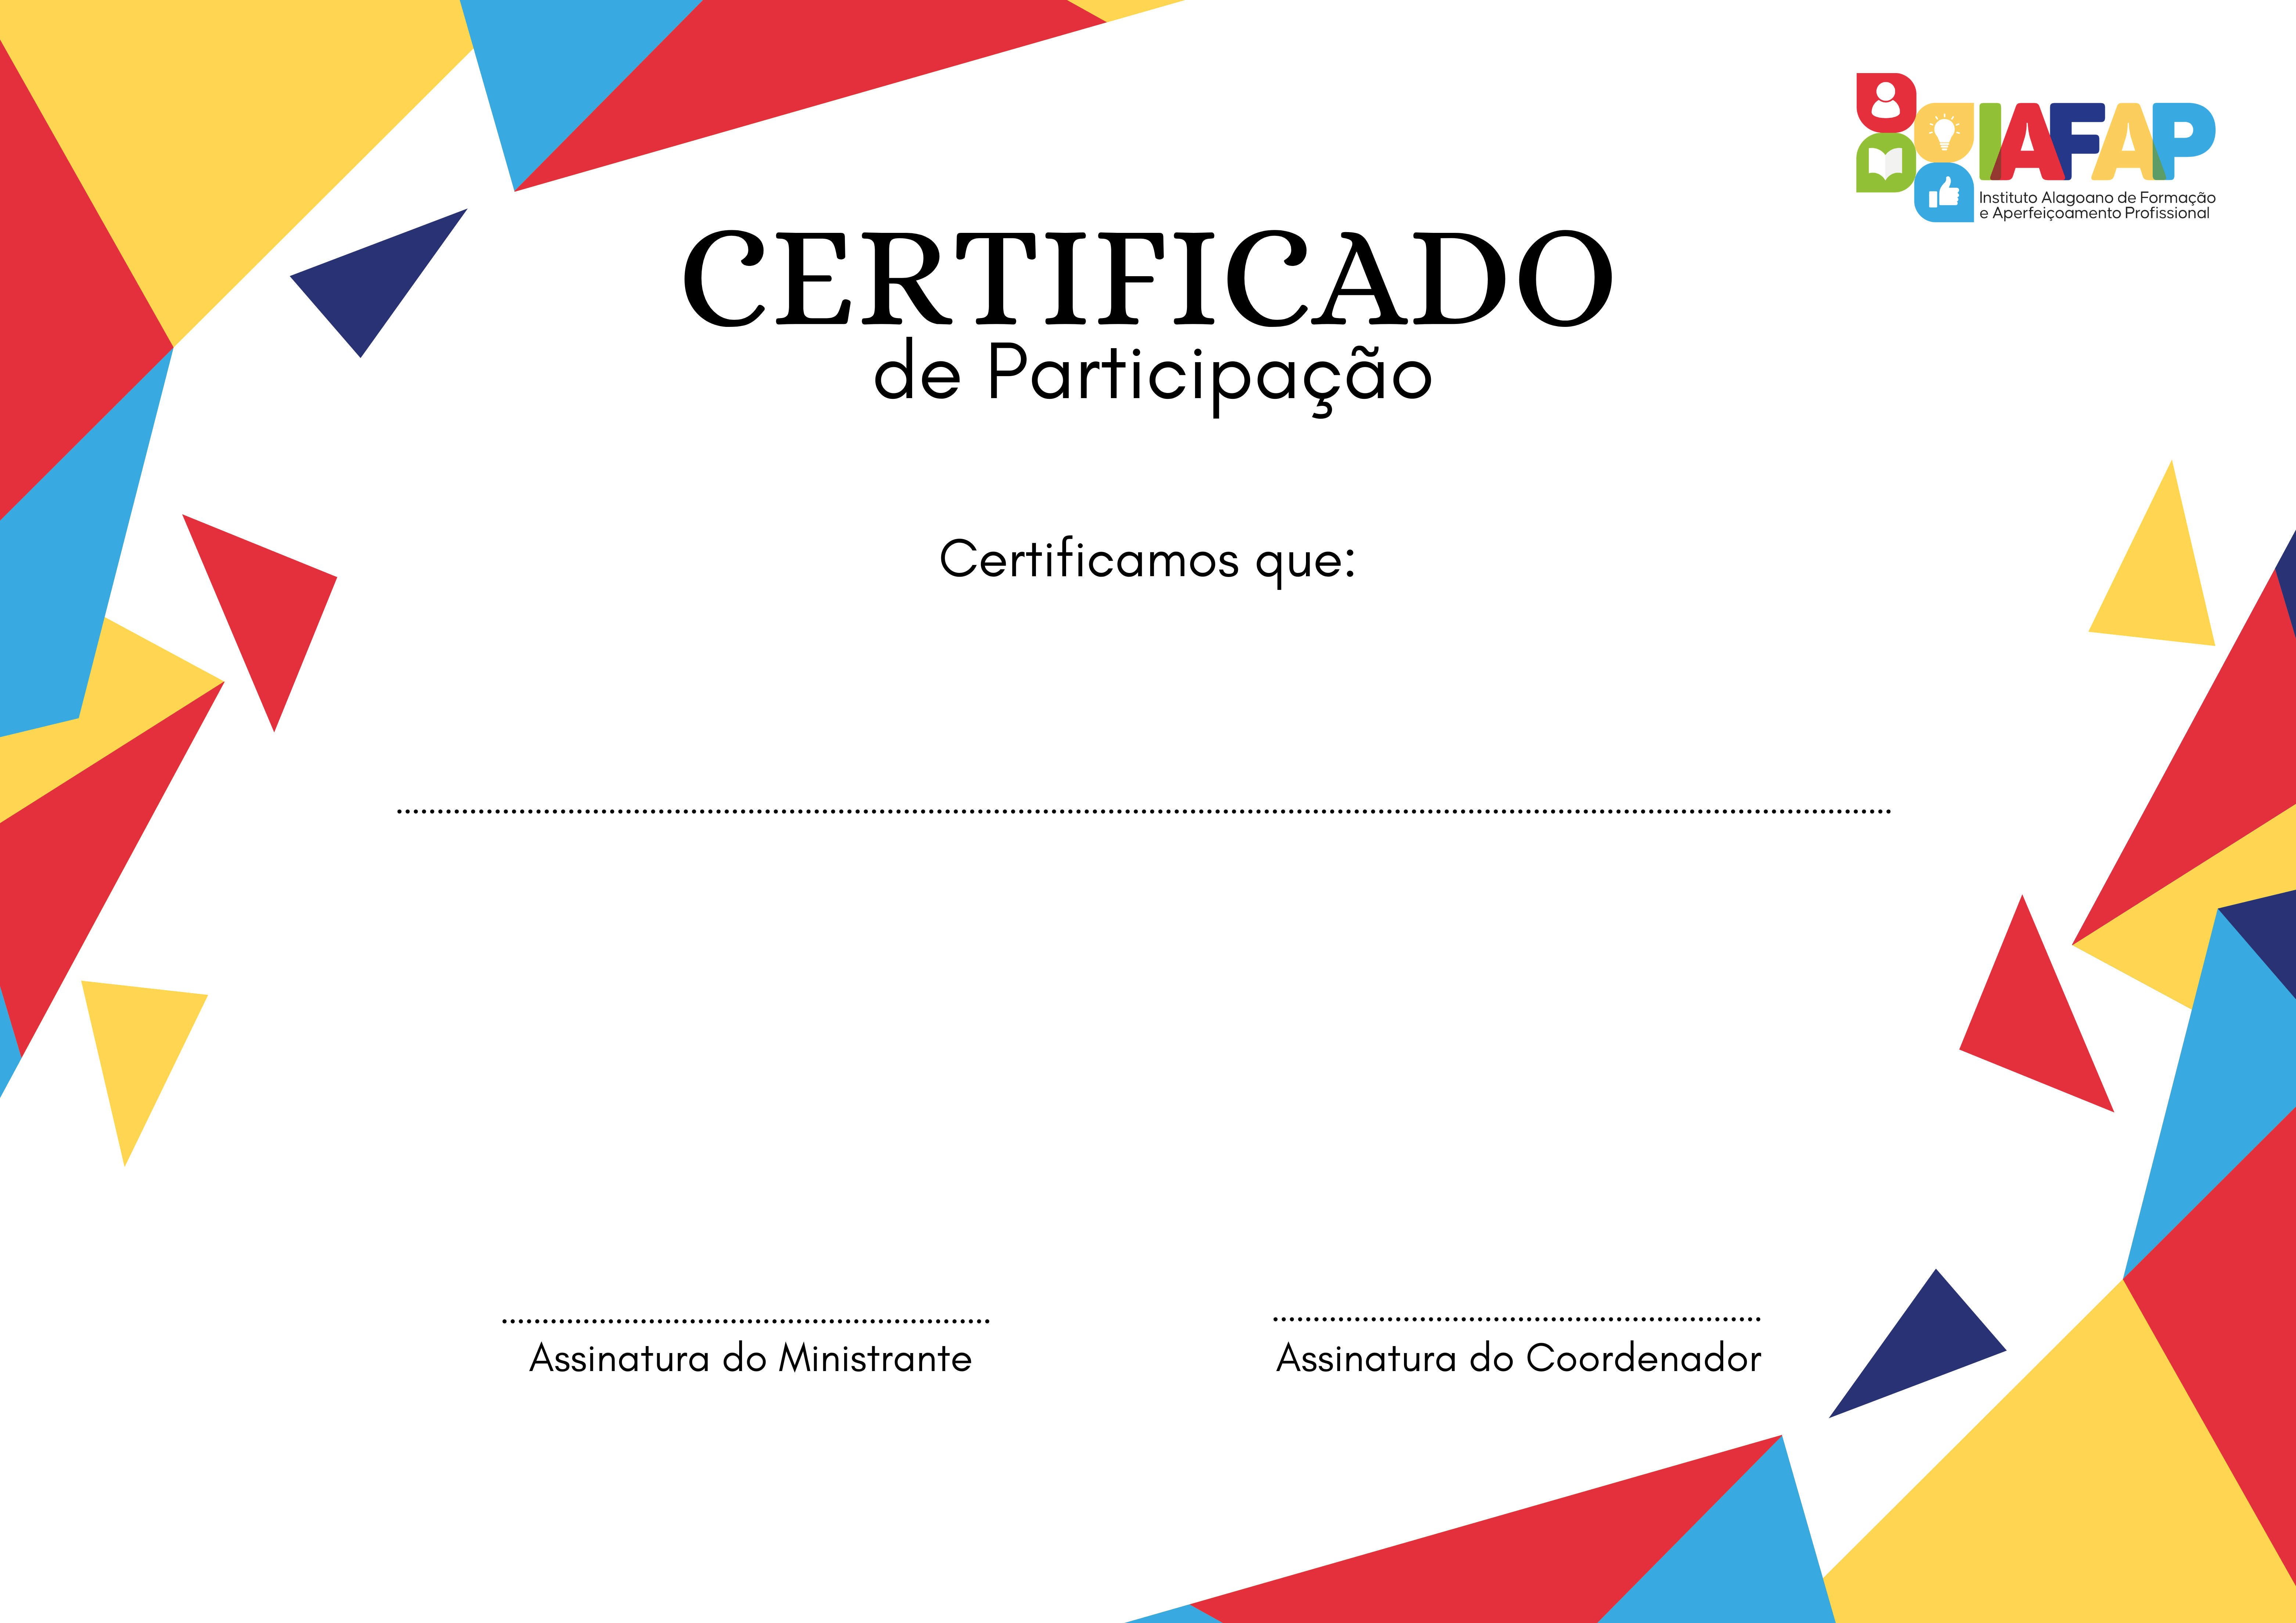 IAFAP
Instituto Alagoano de Formação
e Aperfeiçoamento Profissional
CERTIFICADO
de Participação
Certificamos que:
Assinatura do Ministrante
Assinatura do Coordenador